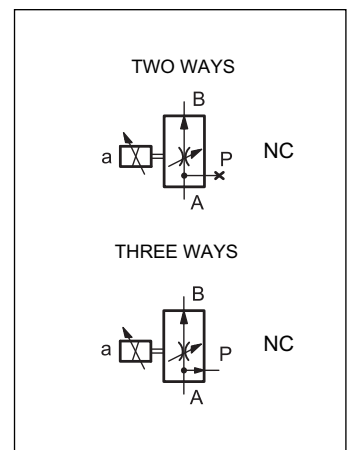 TWO WAYS
B
a P NC
A
THREE WAYS
B
a P NC
A